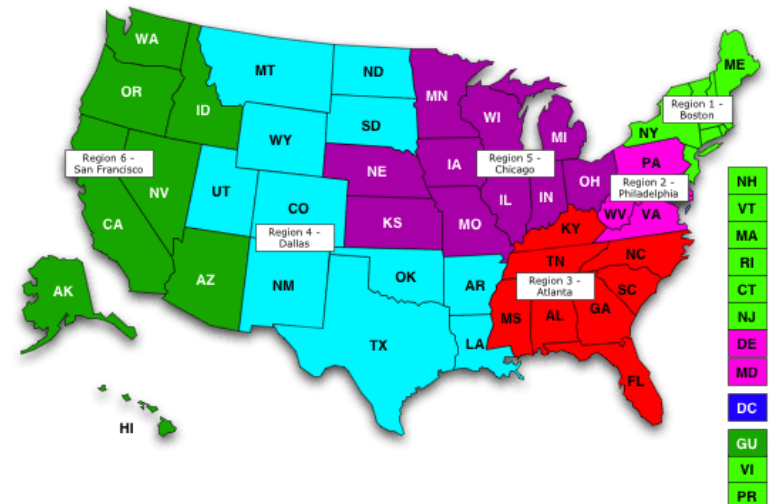 WA
OR
ID
MT
ND
MN
WI
MI
ME
Region 1 -
Boston
NY
SD
WY
Region 6 -
San Francisco
NV
UT
CO
NE
IA
Region 5 -
Chicago
IL
IN
OH
PA
Region 2 -
Philadelphia
WV
VA
CA
KS
MO
KY
Region 4 -
Dallas
AZ
NM
OK
AR
TN
NC
Region 3 -
Atlanta
SC
MS
AL
GA
TX
LA
FL
AK
HI
NH
VT
MA
RI
CT
NJ
DE
MD
DC
GU
VI
PR